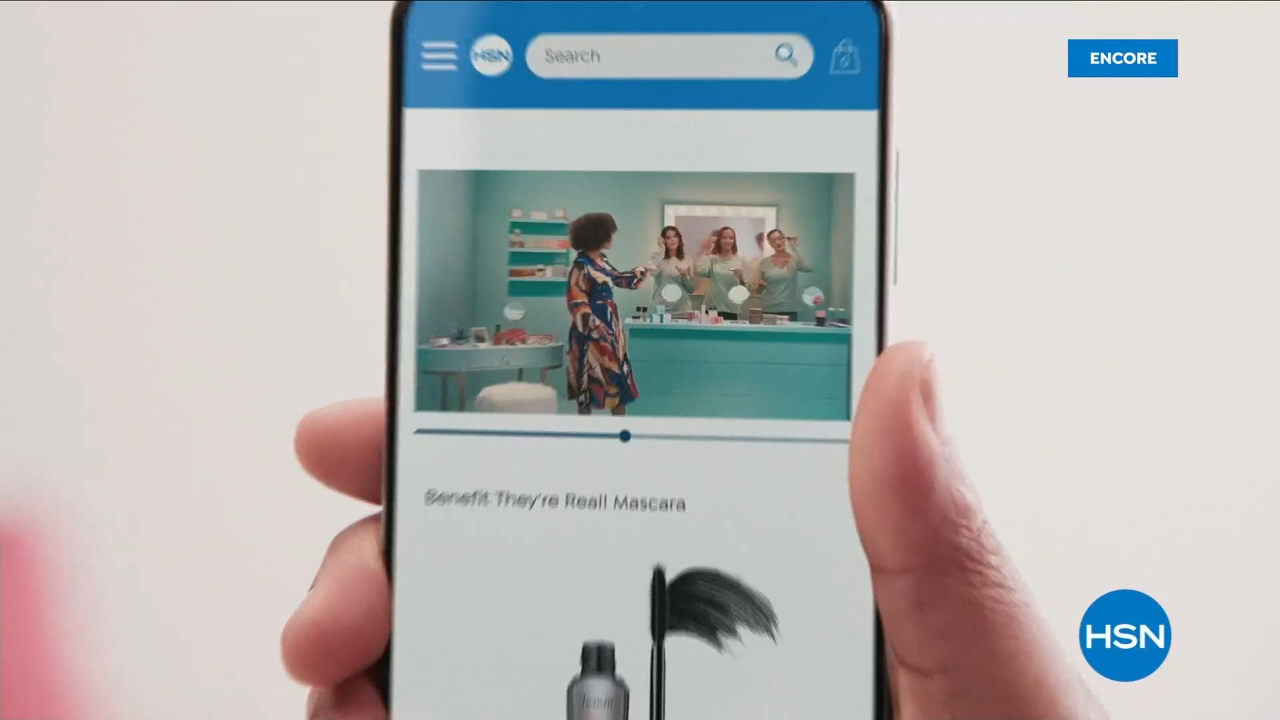 HSN
Search
ENCORE
Benefit They're Real! Mascara
HSN